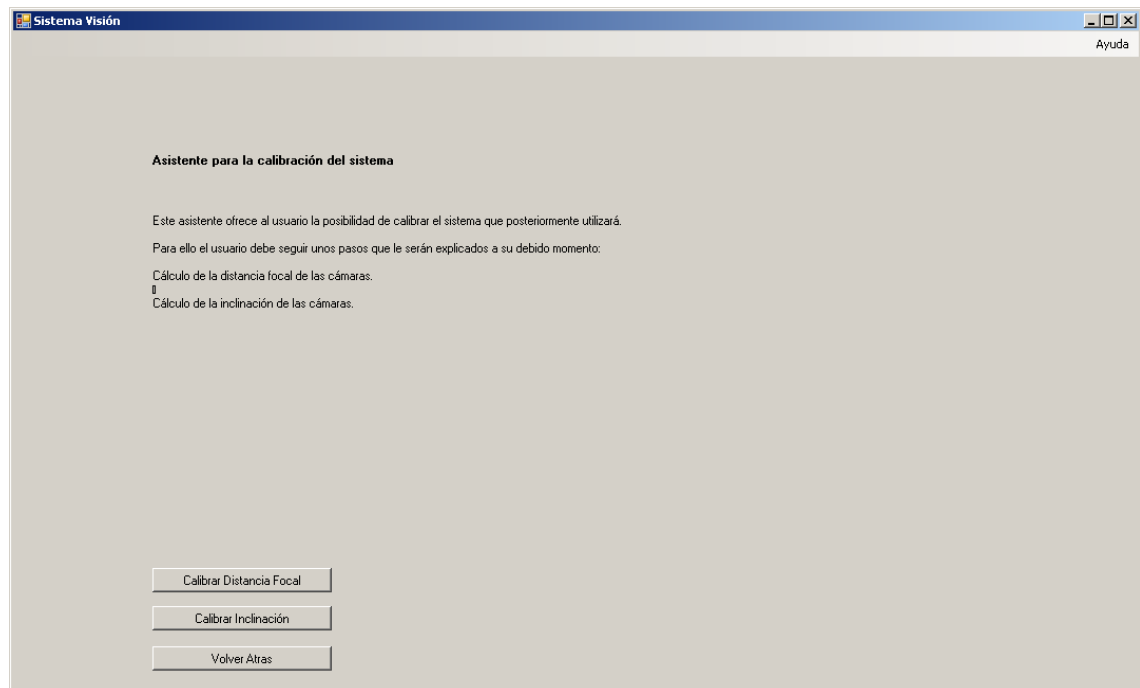 Sistema Visión
Ayuda
Asistente para la calibración del sistema
Este asistente ofrece al usuario la posibilidad de calibrar el sistema que posteriormente utilizará.
Para ello el usuario debe seguir unos pasos que le serán explicados a su debido momento:
Cálculo de la distancia focal de las cámaras.
Cálculo de la inclinación de las cámaras.
Calibrar Distancia Focal
Calibrar Inclinación
Volver Atras